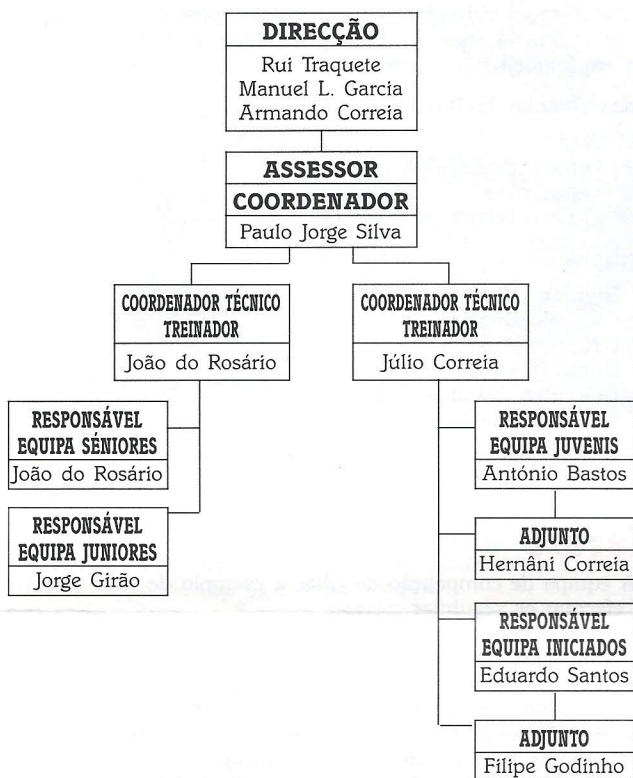 DIRECÇÃO
Rui Traquete
Manuel L. Garcia
Armando Correia
ASSESSOR
COORDENADOR
Paulo Jorge Silva
COORDENADOR TÉCNICO
TREINADOR
João do Rosário
COORDENADOR TÉCNICO
TREINADOR
Júlio Correia
RESPONSÁVEL
EQUIPA SÉNIORES
João do Rosário
RESPONSÁVEL
EQUIPA JUNIORES
Jorge Girão
RESPONSÁVEL
EQUIPA JUVENIS
António Bastos
ADJUNTO
Hernâni Correia
RESPONSÁVEL
EQUIPA INICIADOS
Eduardo Santos
ADJUNTO
Filipe Godinho